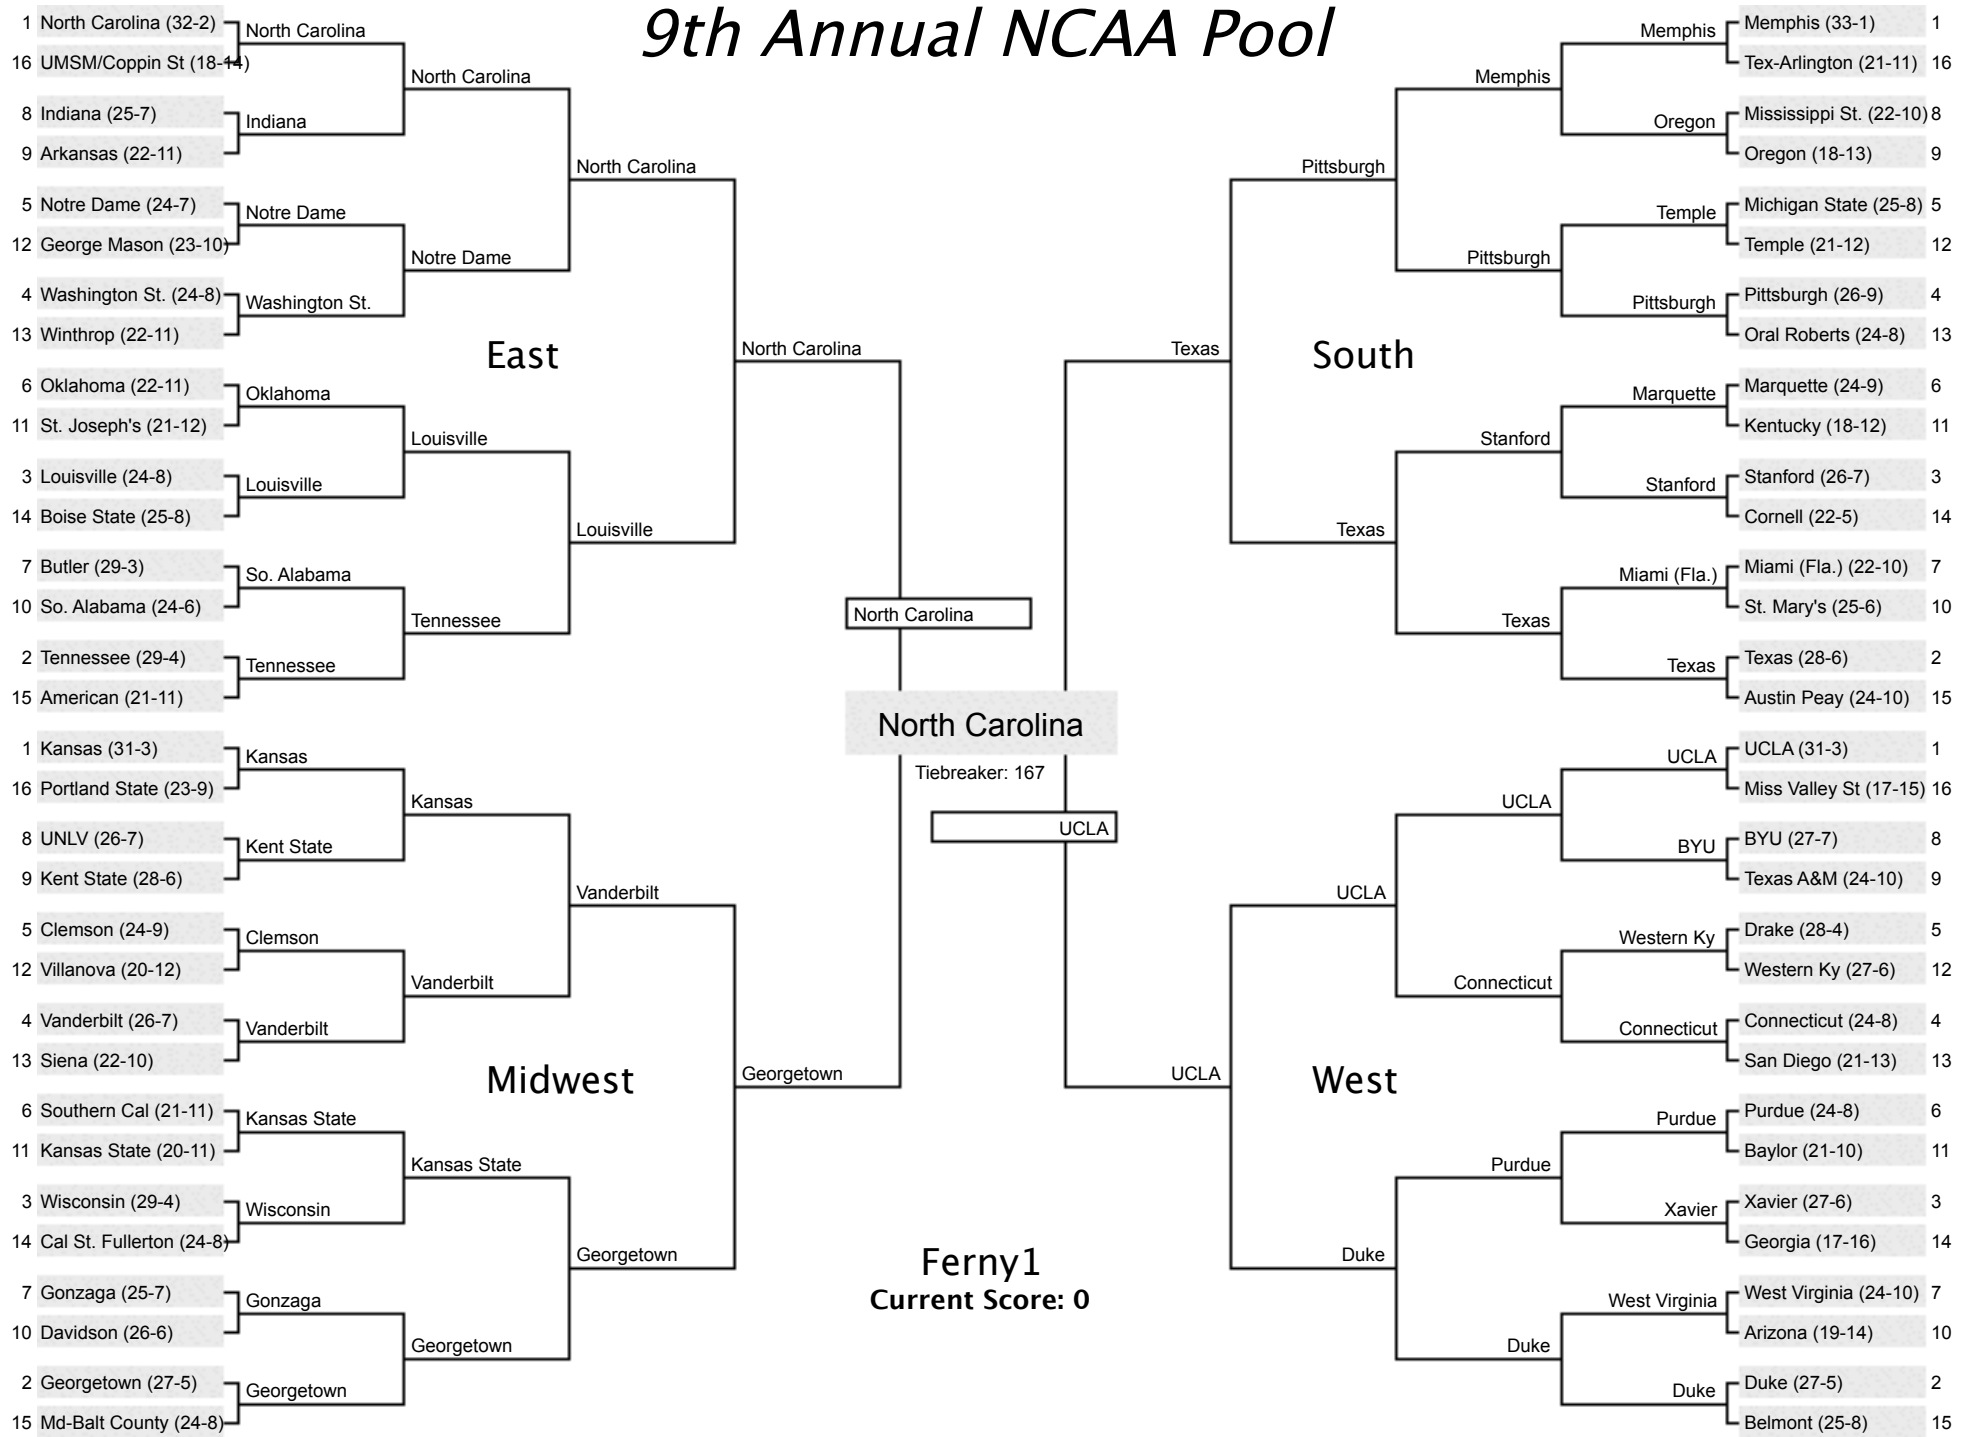 9th Annual NCAA Pool
1 North Carolina (32-2)
16 UMSM/Coppin St (18-14)
8 Indiana (25-7)
9 Arkansas (22-11)
5 Notre Dame (24-7)
12 George Mason (23-10)
4 Washington St. (24-8)
13 Winthrop (22-11)
6 Oklahoma (22-11)
11 St. Joseph's (21-12)
3 Louisville (24-8)
14 Boise State (25-8)
7 Butler (29-3)
10 So. Alabama (24-6)
2 Tennessee (29-4)
15 American (21-11)
North Carolina
Indiana
Notre Dame
Washington St.
Oklahoma
Louisville
So. Alabama
Tennessee
North Carolina
Notre Dame
Louisville
Tennessee
North Carolina
Louisville
East
North Carolina
1 Kansas (31-3)
16 Portland State (23-9)
8 UNLV (26-7)
9 Kent State (28-6)
5 Clemson (24-9)
12 Villanova (20-12)
4 Vanderbilt (26-7)
13 Siena (22-10)
6 Southern Cal (21-11)
11 Kansas State (20-11)
3 Wisconsin (29-4)
14 Cal St. Fullerton (24-8)
7 Gonzaga (25-7)
10 Davidson (26-6)
2 Georgetown (27-5)
15 Md-Balt County (24-8)
Kansas
Kent State
Clemson
Vanderbilt
Kansas State
Wisconsin
Gonzaga
Georgetown
Kansas
Vanderbilt
Kansas State
Georgetown
Vanderbilt
Georgetown
Midwest
Georgetown
North Carolina
North Carolina
Tiebreaker: 167
UCLA
Ferny1
Current Score: 0
Texas
South
Pittsburgh
Texas
Memphis
Pittsburgh
Stanford
Texas
Memphis
Oregon
Temple
Pittsburgh
Marquette
Stanford
Miami (Fla.)
Texas
Memphis (33-1) 1
Tex-Arlington (21-11) 16
Mississippi St. (22-10) 8
Oregon (18-13) 9
Michigan State (25-8) 5
Temple (21-12) 12
Pittsburgh (26-9) 4
Oral Roberts (24-8) 13
Marquette (24-9) 6
Kentucky (18-12) 11
Stanford (26-7) 3
Cornell (22-5) 14
Miami (Fla.) (22-10) 7
St. Mary's (25-6) 10
Texas (28-6) 2
Austin Peay (24-10) 15
UCLA
West
UCLA
Duke
UCLA
Connecticut
Purdue
Duke
UCLA
BYU
Western Ky
Connecticut
Purdue
Xavier
West Virginia
Duke
UCLA (31-3) 1
Miss Valley St (17-15) 16
BYU (27-7) 8
Texas A&M (24-10) 9
Drake (28-4) 5
Western Ky (27-6) 12
Connecticut (24-8) 4
San Diego (21-13) 13
Purdue (24-8) 6
Baylor (21-10) 11
Xavier (27-6) 3
Georgia (17-16) 14
West Virginia (24-10) 7
Arizona (19-14) 10
Duke (27-5) 2
Belmont (25-8) 15